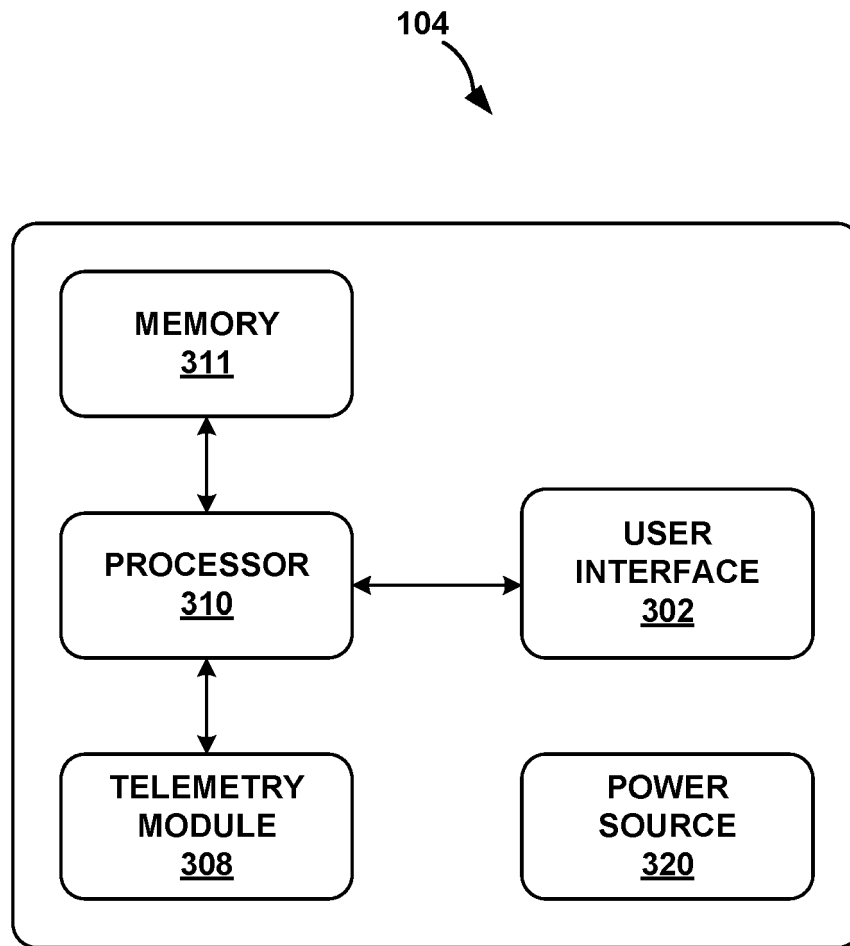 104
MEMORY
311
PROCESSOR
310
USER
INTERFACE
302
TELEMETRY
MODULE
308
POWER
SOURCE
320